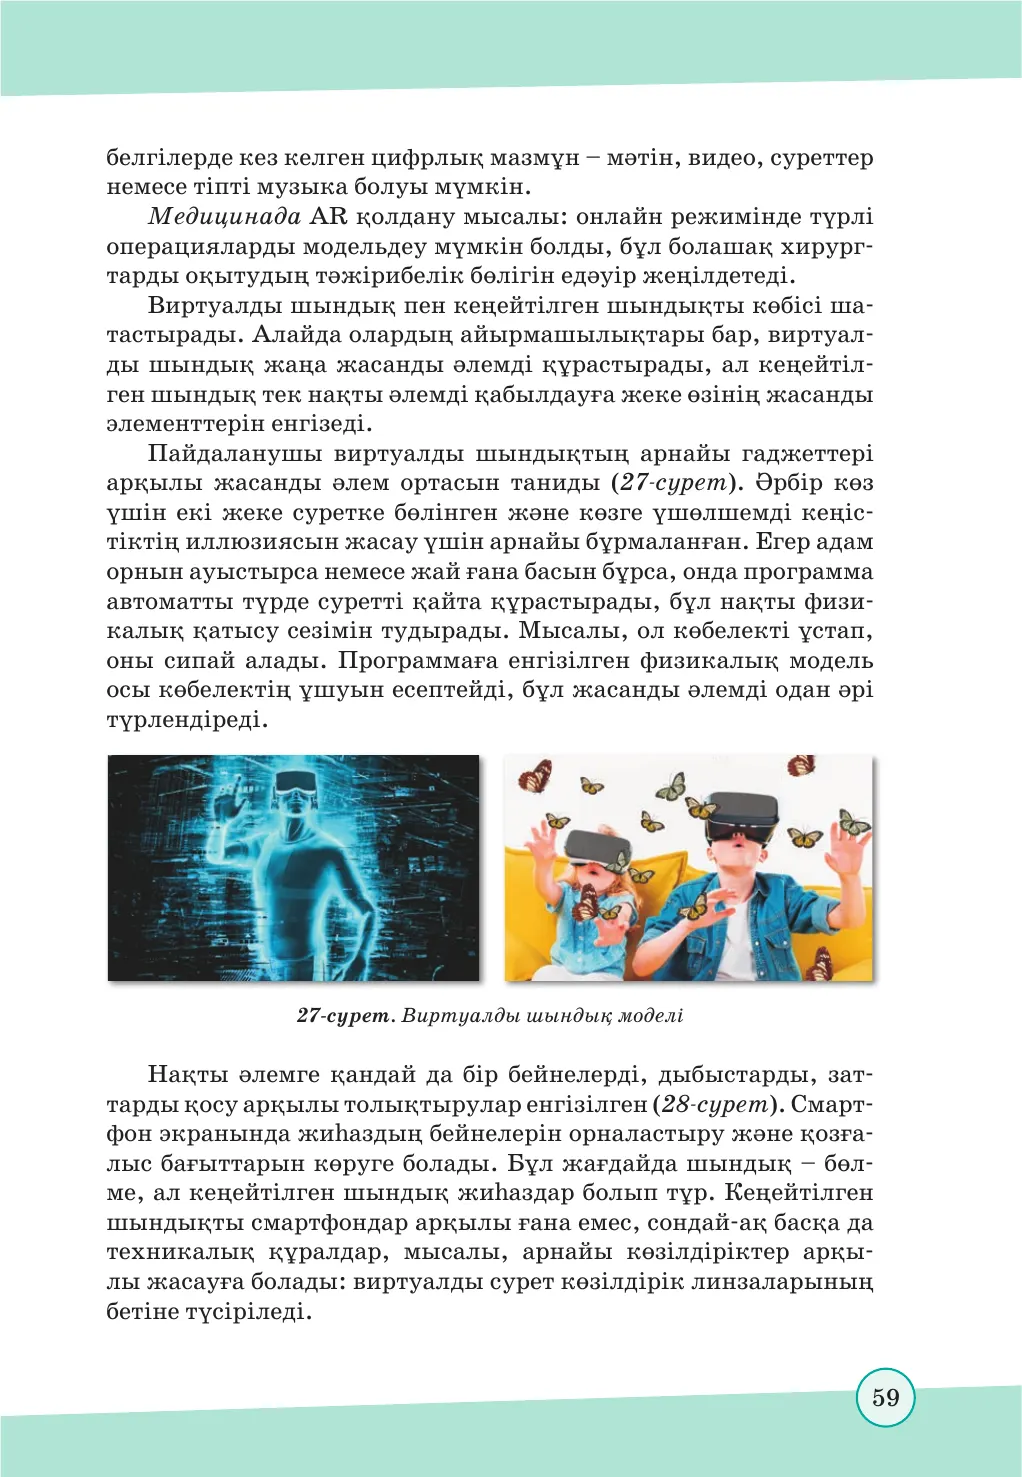 белгілерде кез келген цифрлық мазмұн – мәтін, видео, суреттер
немесе тіпті музыка болуы мүмкін.
Медицинада AR қолдану мысалы: онлайн режимінде түрлі
операцияларды модельдеу мүмкін болды, бұл болашақ хирург-
тарды оқытудың тәжірибелік бөлігін едәуір жеңілдетеді.
Виртуалды шындық пен кеңейтілген шындықты көбісі ша-
тастырады. Алайда олардың айырмашылықтары бар, виртуал-
ды шындық жаңа жасанды әлемді құрастырады, ал кеңейтіл-
ген шындық тек нақты әлемді қабылдауға жеке өзінің жасанды
элементтерін енгізеді.
Пайдаланушы виртуалды шындықтың арнайы гаджеттері
арқылы жасанды әлем ортасын таниды (27-сурет). Әрбір көз
үшін екі жеке суретке бөлінген және көзге үшөлшемді кеңіс-
тіктің иллюзиясын жасау үшін арнайы бұрмаланған. Егер адам
орнын ауыстырса немесе жай ғана басын бұрса, онда программа
автоматты түрде суретті қайта құрастырады, бұл нақты физи-
калық қатысу сезімін тудырады. Мысалы, ол көбелекті ұстап,
оны сипай алады. Программаға енгізілген физикалық модель
осы көбелектің ұшуын есептейді, бұл жасанды әлемді одан әрі
түрлендіреді.
27-сурет. Виртуалды шындық моделі
Нақты әлемге қандай да бір бейнелерді, дыбыстарды, зат-
тарды қосу арқылы толықтырулар енгізілген (28-сурет). Смарт-
фон экранында жиһаздың бейнелерін орналастыру және қозға-
лыс бағыттарын көруге болады. Бұл жағдайда шындық – бөл-
ме, ал кеңейтілген шындық жиһаздар болып тұр. Кеңейтілген
шындықты смартфондар арқылы ғана емес, сондай-ақ басқа да
техникалық құралдар, мысалы, арнайы көзілдіріктер арқы-
лы жасауға болады: виртуалды сурет көзілдірік линзаларының
бетіне түсіріледі.
59